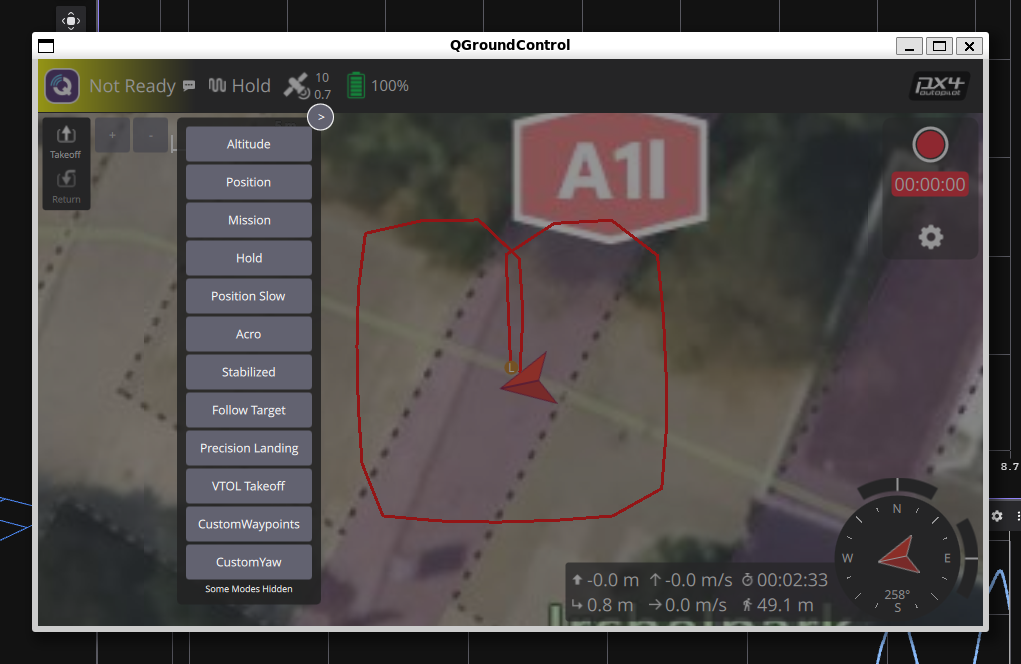 QGroundControl
Not Ready
Hold
10
0.7
100%
px4
autopilot
>
Takeoff
Return
+
-
Altitude
Position
Mission
Hold
Position Slow
Acro
Stabilized
Follow Target
Precision Landing
VTOL Takeoff
CustomWaypoints
CustomYaw
Some Modes Hidden
A1l
L
00:00:00
8.7
N
W
E
258°
S
-0.0 m
-0.0 m/s
00:02:33
0.8 m
0.0 m/s
49.1 m